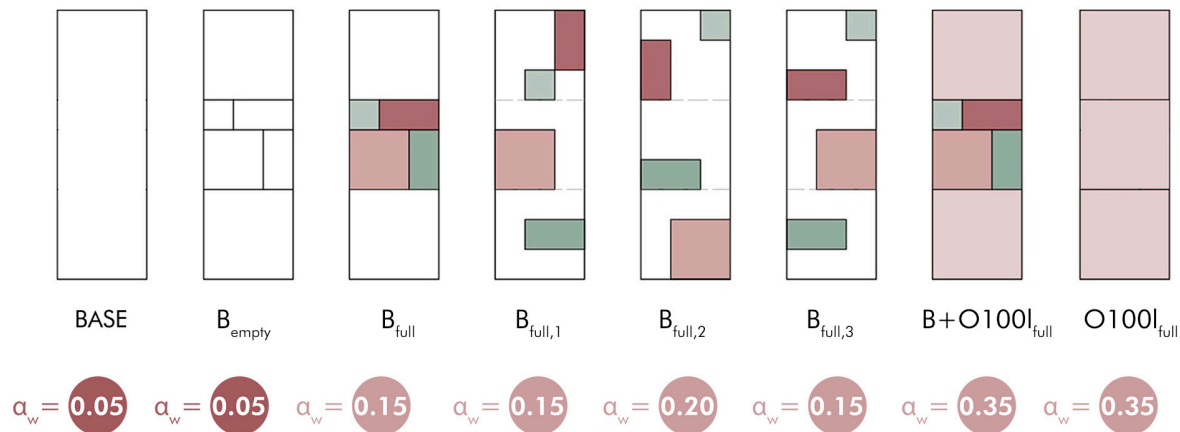 BASE B_empty B_full B_full,1 B_full,2 B_full,3 B+O100l_full O100l_full
α_w = 0.05 α_w = 0.05 α_w = 0.15 α_w = 0.15 α_w = 0.20 α_w = 0.15 α_w = 0.35 α_w = 0.35